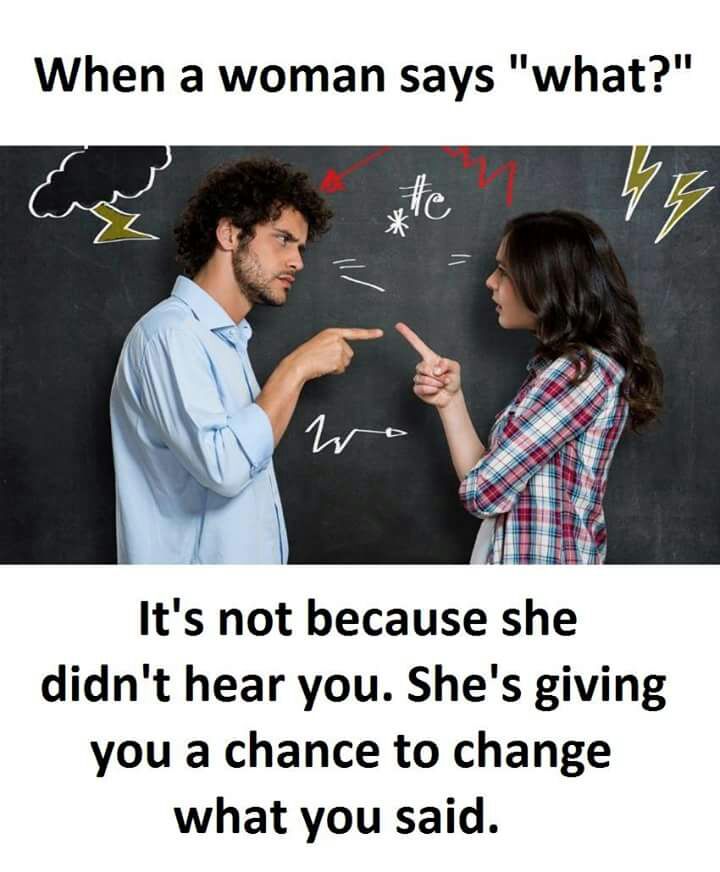 When a woman says "what?"
#e
*
It's not because she
didn't hear you. She's giving
you a chance to change
what you said.